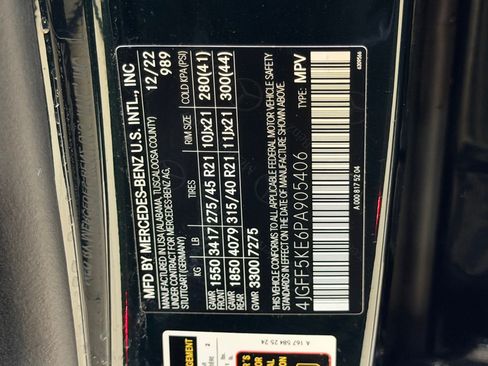 MFD BY MERCEDES-BENZ U.S. INTL., INC 12/22
MADE IN USA (ALABAMA, TUSCALOOSA COUNTY) 989
UNDER CONTRACT FOR MERCEDES-BENZ AG,
STUTTGART (GERMANY)
KG LB TIRES RIM SIZE COLD KPA (PSI)
GAWR FRONT 1550 3417 275/45 R21 10Jx21 280(41)
GAWR REAR 1850 4079 315/40 R21 11Jx21 300(44)
GVWR 3300 7275
THIS VEHICLE CONFORMS TO ALL APPLICABLE FEDERAL MOTOR VEHICLE SAFETY
STANDARDS IN EFFECT ON THE DATE OF MANUFACTURE SHOWN ABOVE.
4JGFF5KE6PA905406 TYPE: MPV
A 000 817 52 04
A 167 584 25 24